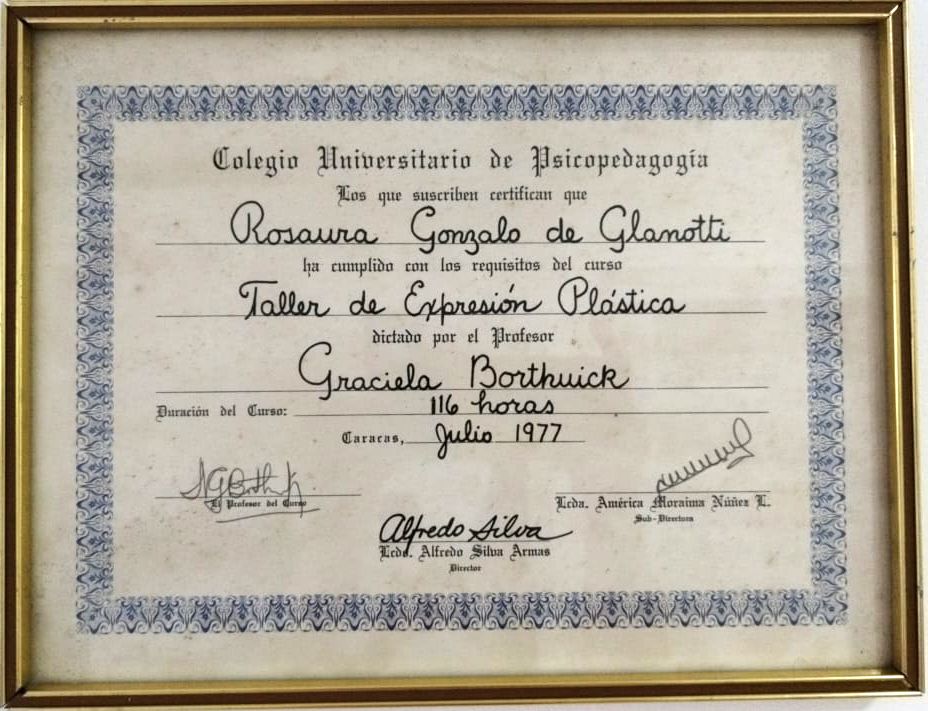 Colegio Universitario de Psicopedagogía
Los que suscriben certifican que
Rosaura Gonzalo de Glanotti
ha cumplido con los requisitos del curso
Taller de Expresión Plástica
dictado por el Profesor
Graciela Borthuick
Duración del Curso: 116 horas
Caracas, Julio 1977
El Profesor del Curso
Lcda. América Moraima Núñez L.
Sub-Directora
Alfredo Silva
Lcdo. Alfredo Silva Armas
Director